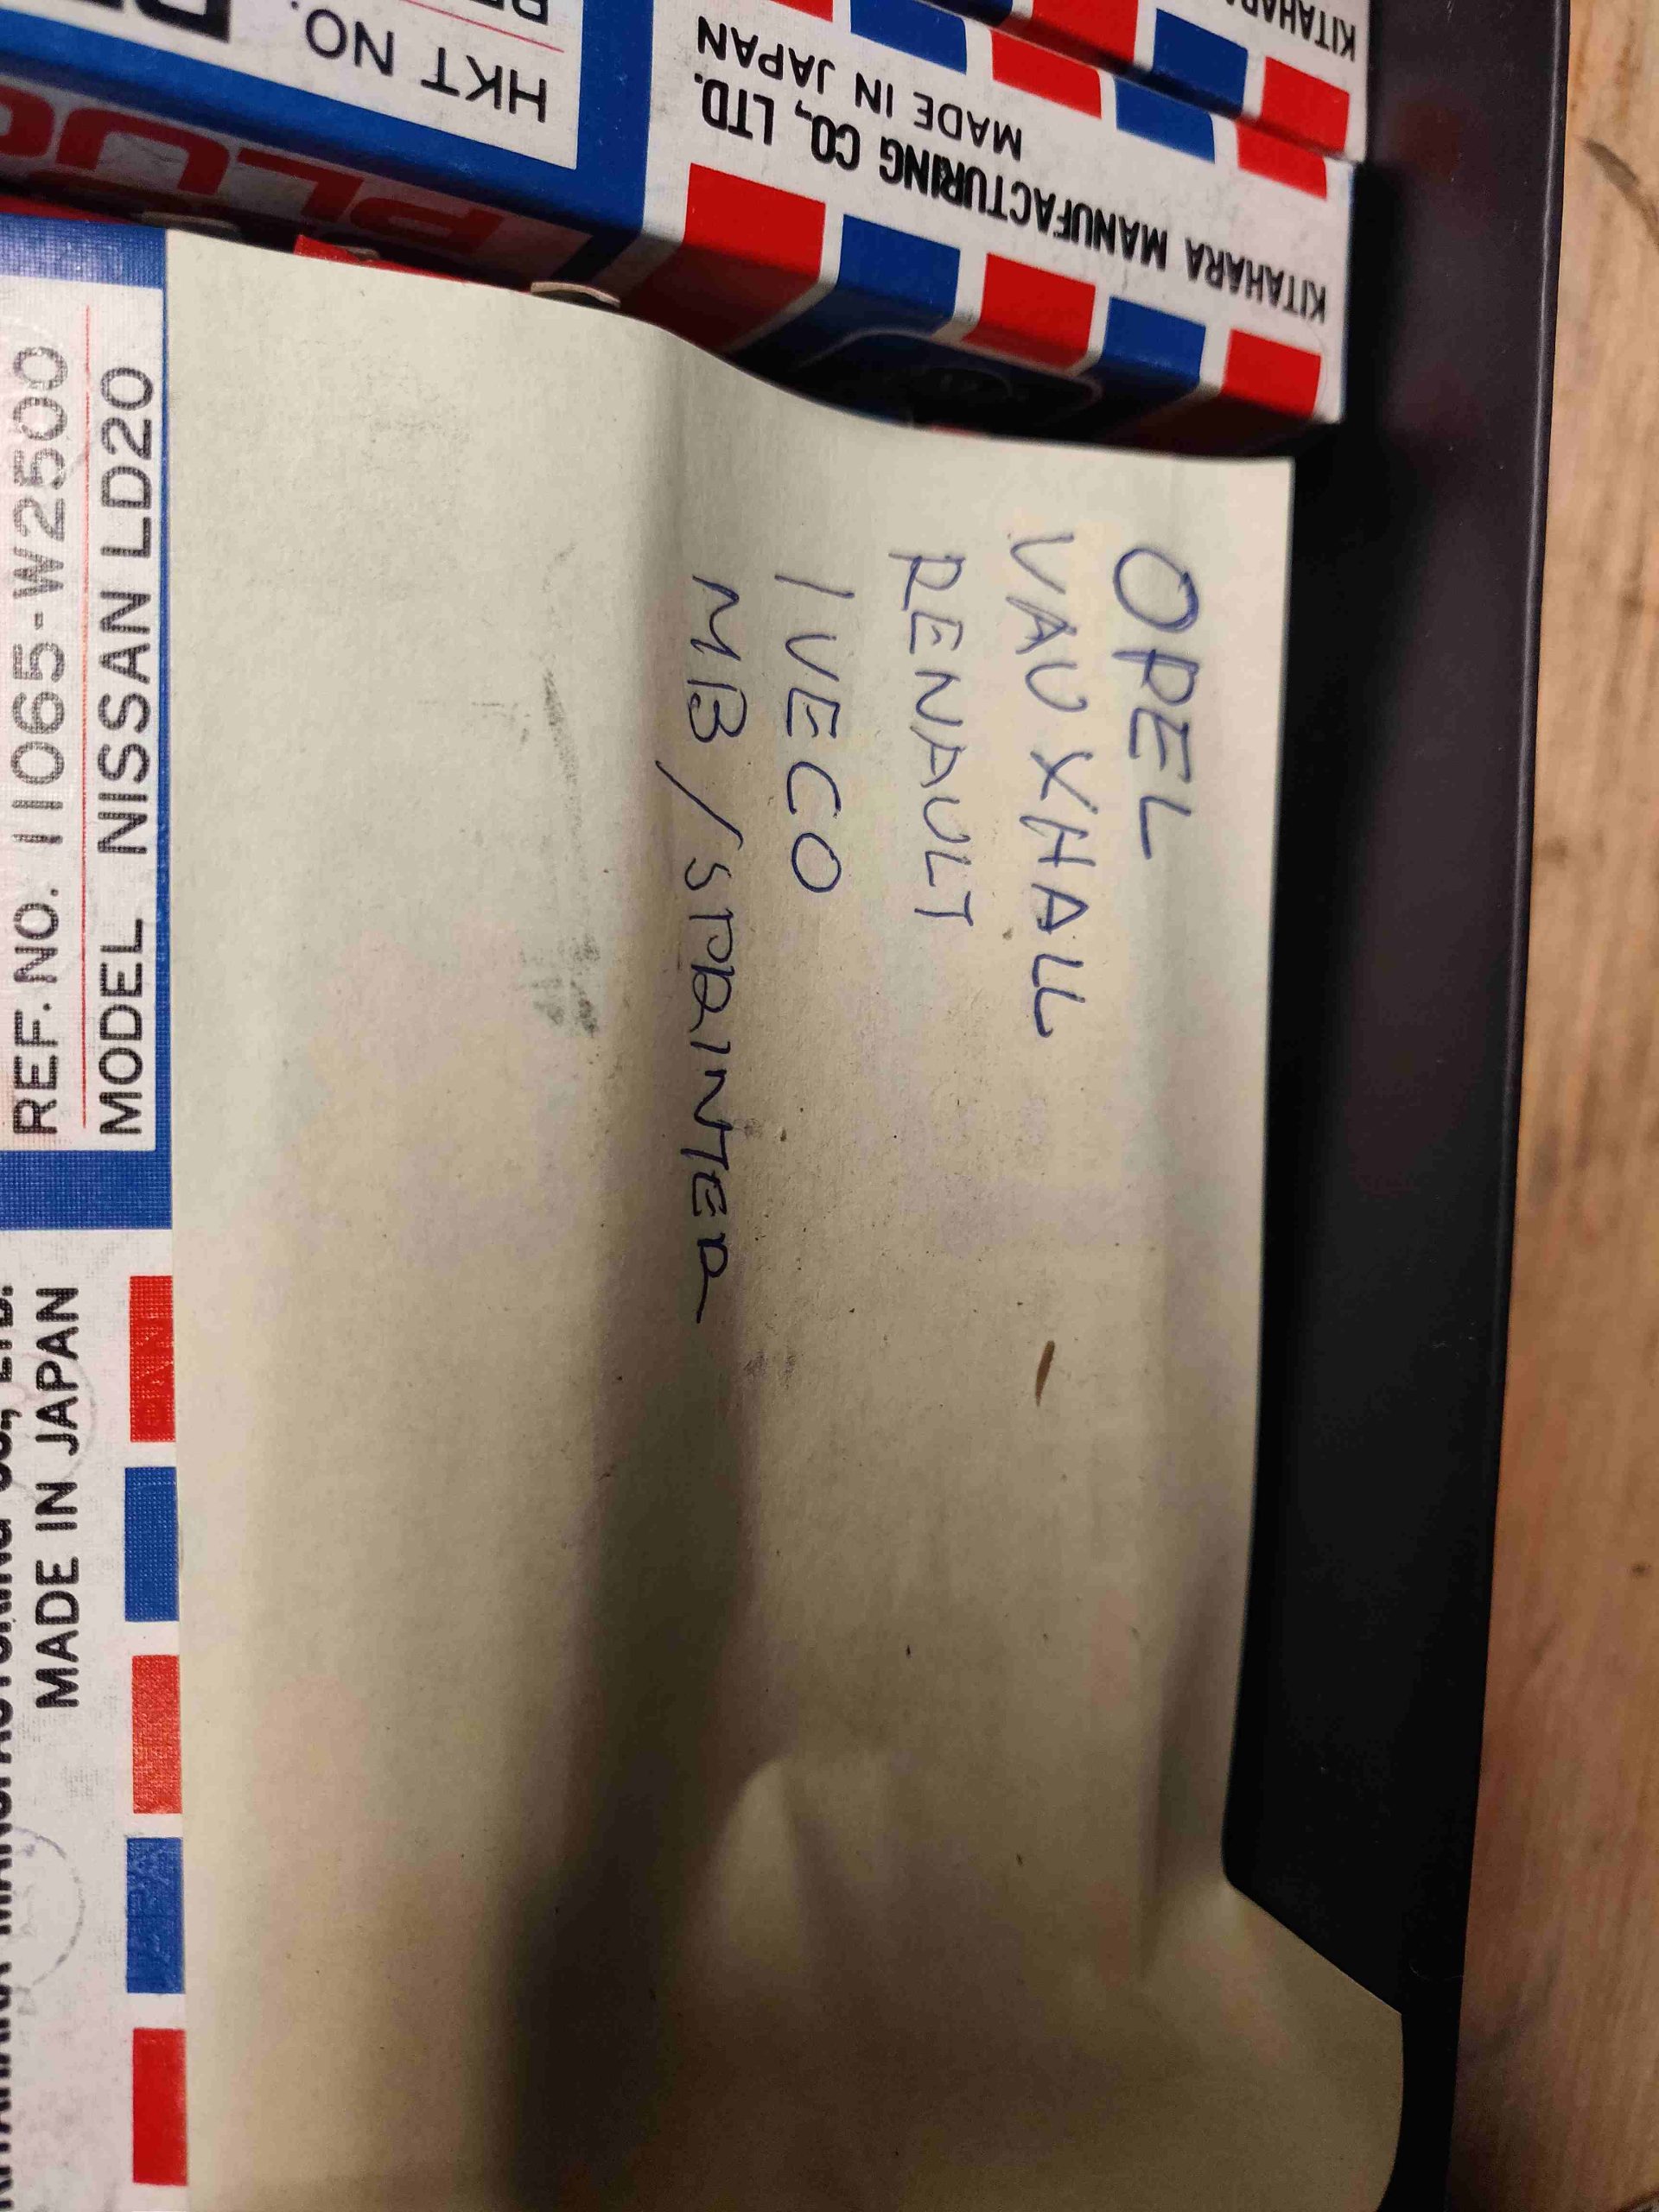 OPEL
VAUXHALL
RENAULT
IVECO
MB/SPRINTER
REF.NO. 11065-W2500
MODEL NISSAN LD20
MADE IN JAPAN
HKT NO.
KITAHARA MANUFACTURING CO., LTD.
MADE IN JAPAN